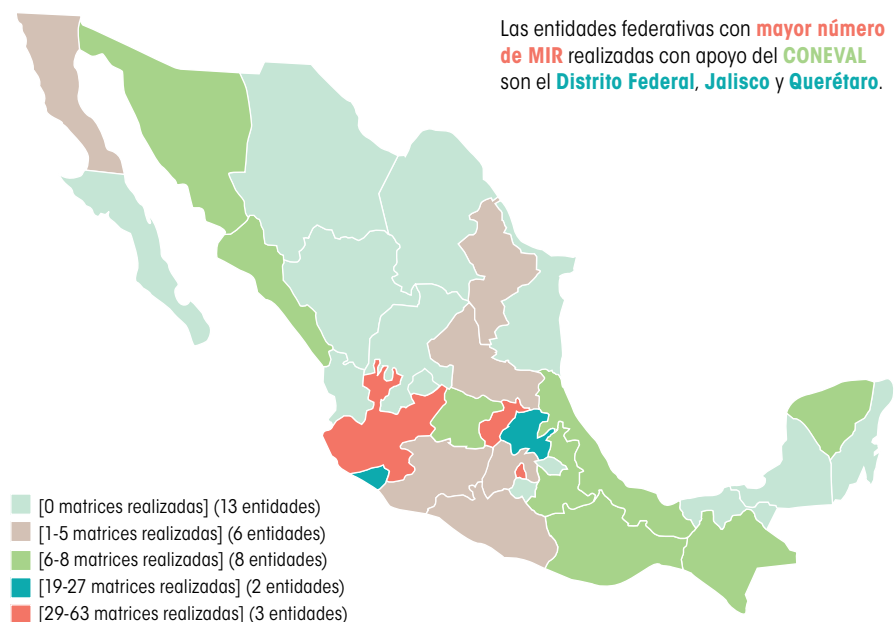 Las entidades federativas con mayor número
de MIR realizadas con apoyo del CONEVAL
son el Distrito Federal, Jalisco y Querétaro.
[0 matrices realizadas] (13 entidades)
[1-5 matrices realizadas] (6 entidades)
[6-8 matrices realizadas] (8 entidades)
[19-27 matrices realizadas] (2 entidades)
[29-63 matrices realizadas] (3 entidades)